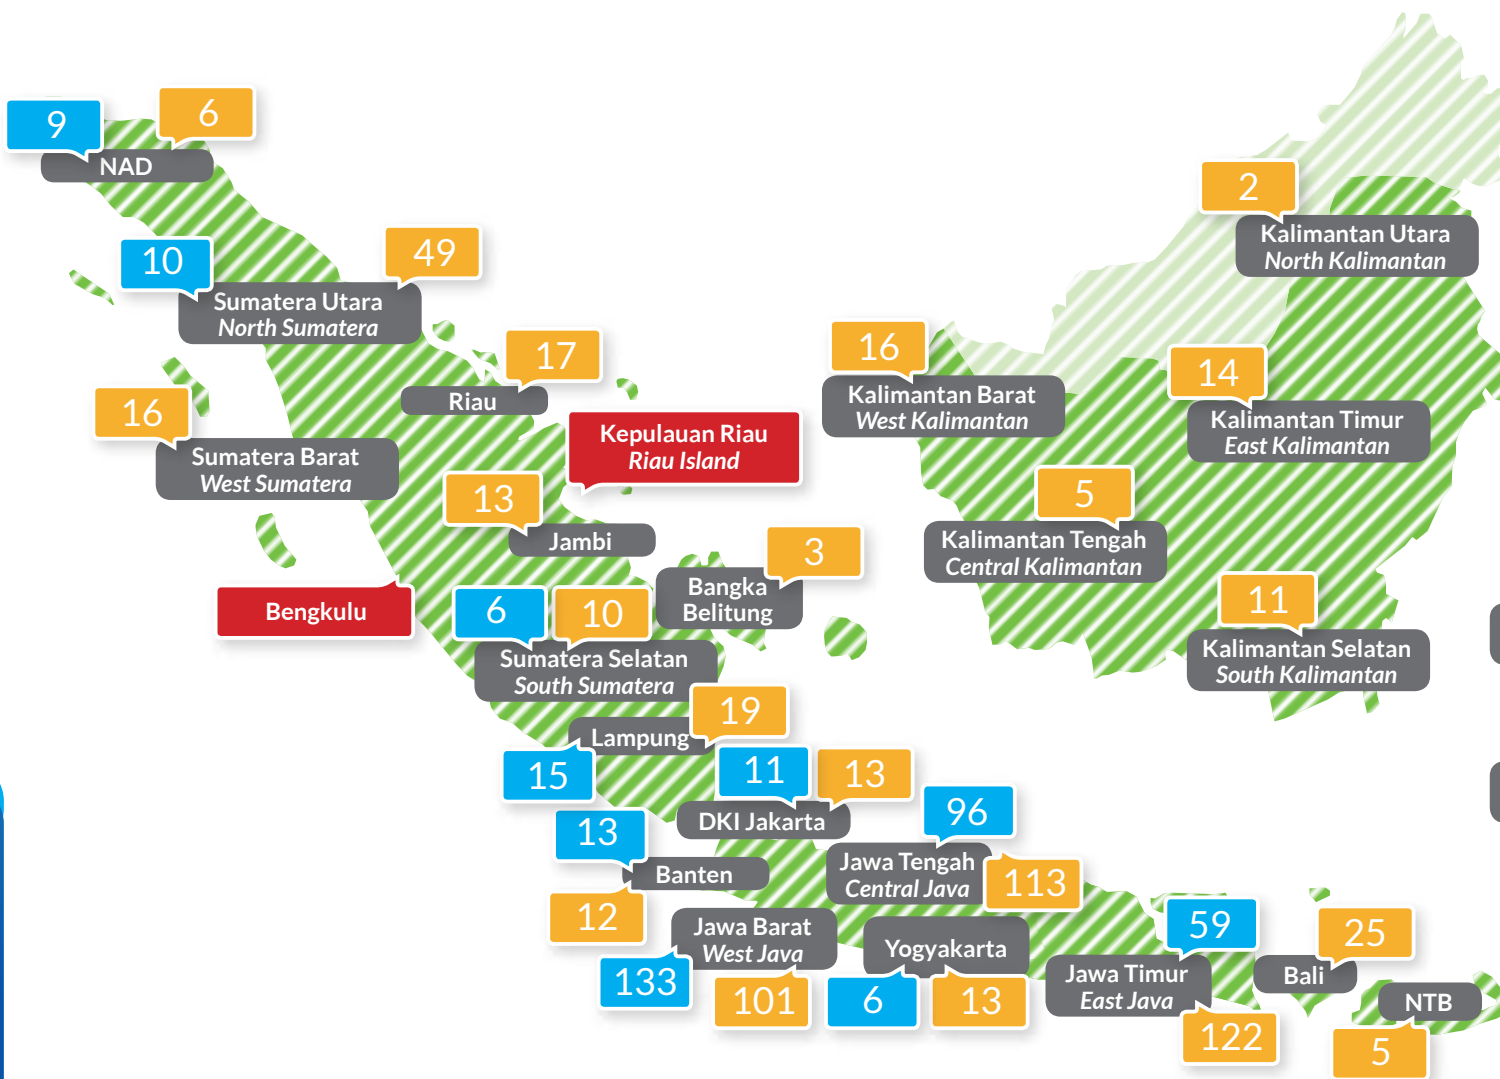 9
6
NAD
10
49
Sumatera Utara
North Sumatera
17
Riau
16
Sumatera Barat
West Sumatera
Kepulauan Riau
Riau Island
13
Jambi
3
Bangka
Belitung
Bengkulu
6
10
Sumatera Selatan
South Sumatera
19
Lampung
15
11
13
DKI Jakarta
13
Banten
12
96
Jawa Tengah
Central Java
113
Jawa Barat
West Java
133
101
Yogyakarta
6
13
59
Jawa Timur
East Java
122
25
Bali
NTB
5
2
Kalimantan Utara
North Kalimantan
16
Kalimantan Barat
West Kalimantan
14
Kalimantan Timur
East Kalimantan
5
Kalimantan Tengah
Central Kalimantan
11
Kalimantan Selatan
South Kalimantan